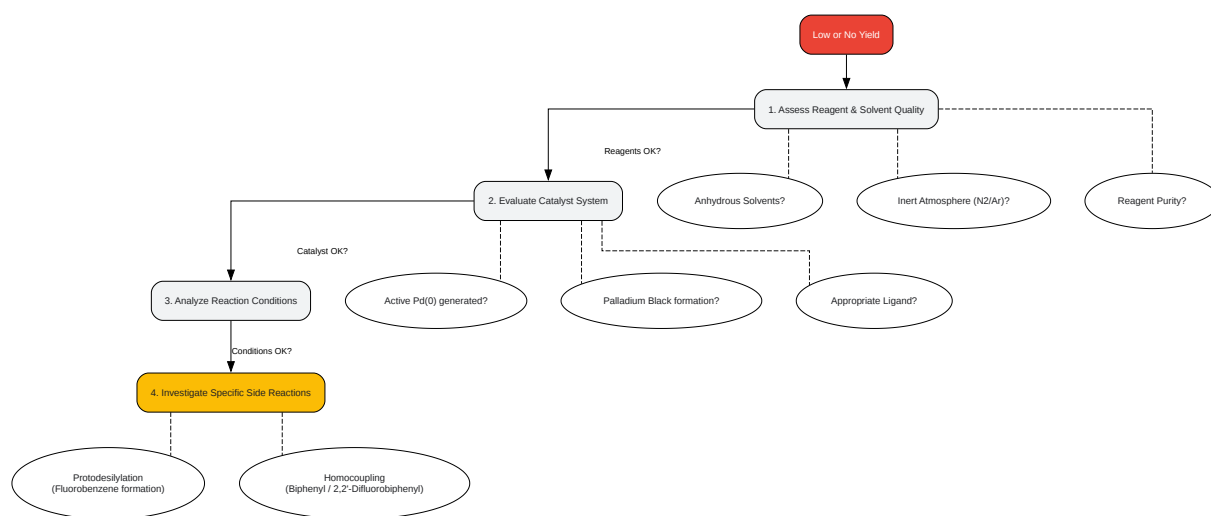 Low or No Yield
1. Assess Reagent & Solvent Quality
Reagents OK?
Anhydrous Solvents?
Inert Atmosphere (N2/Ar)?
Reagent Purity?
2. Evaluate Catalyst System
Catalyst OK?
Active Pd(0) generated?
Palladium Black formation?
Appropriate Ligand?
3. Analyze Reaction Conditions
Conditions OK?
4. Investigate Specific Side Reactions
Protodesilylation
(Fluorobenzene formation)
Homocoupling
(Biphenyl / 2,2'-Difluorobiphenyl)